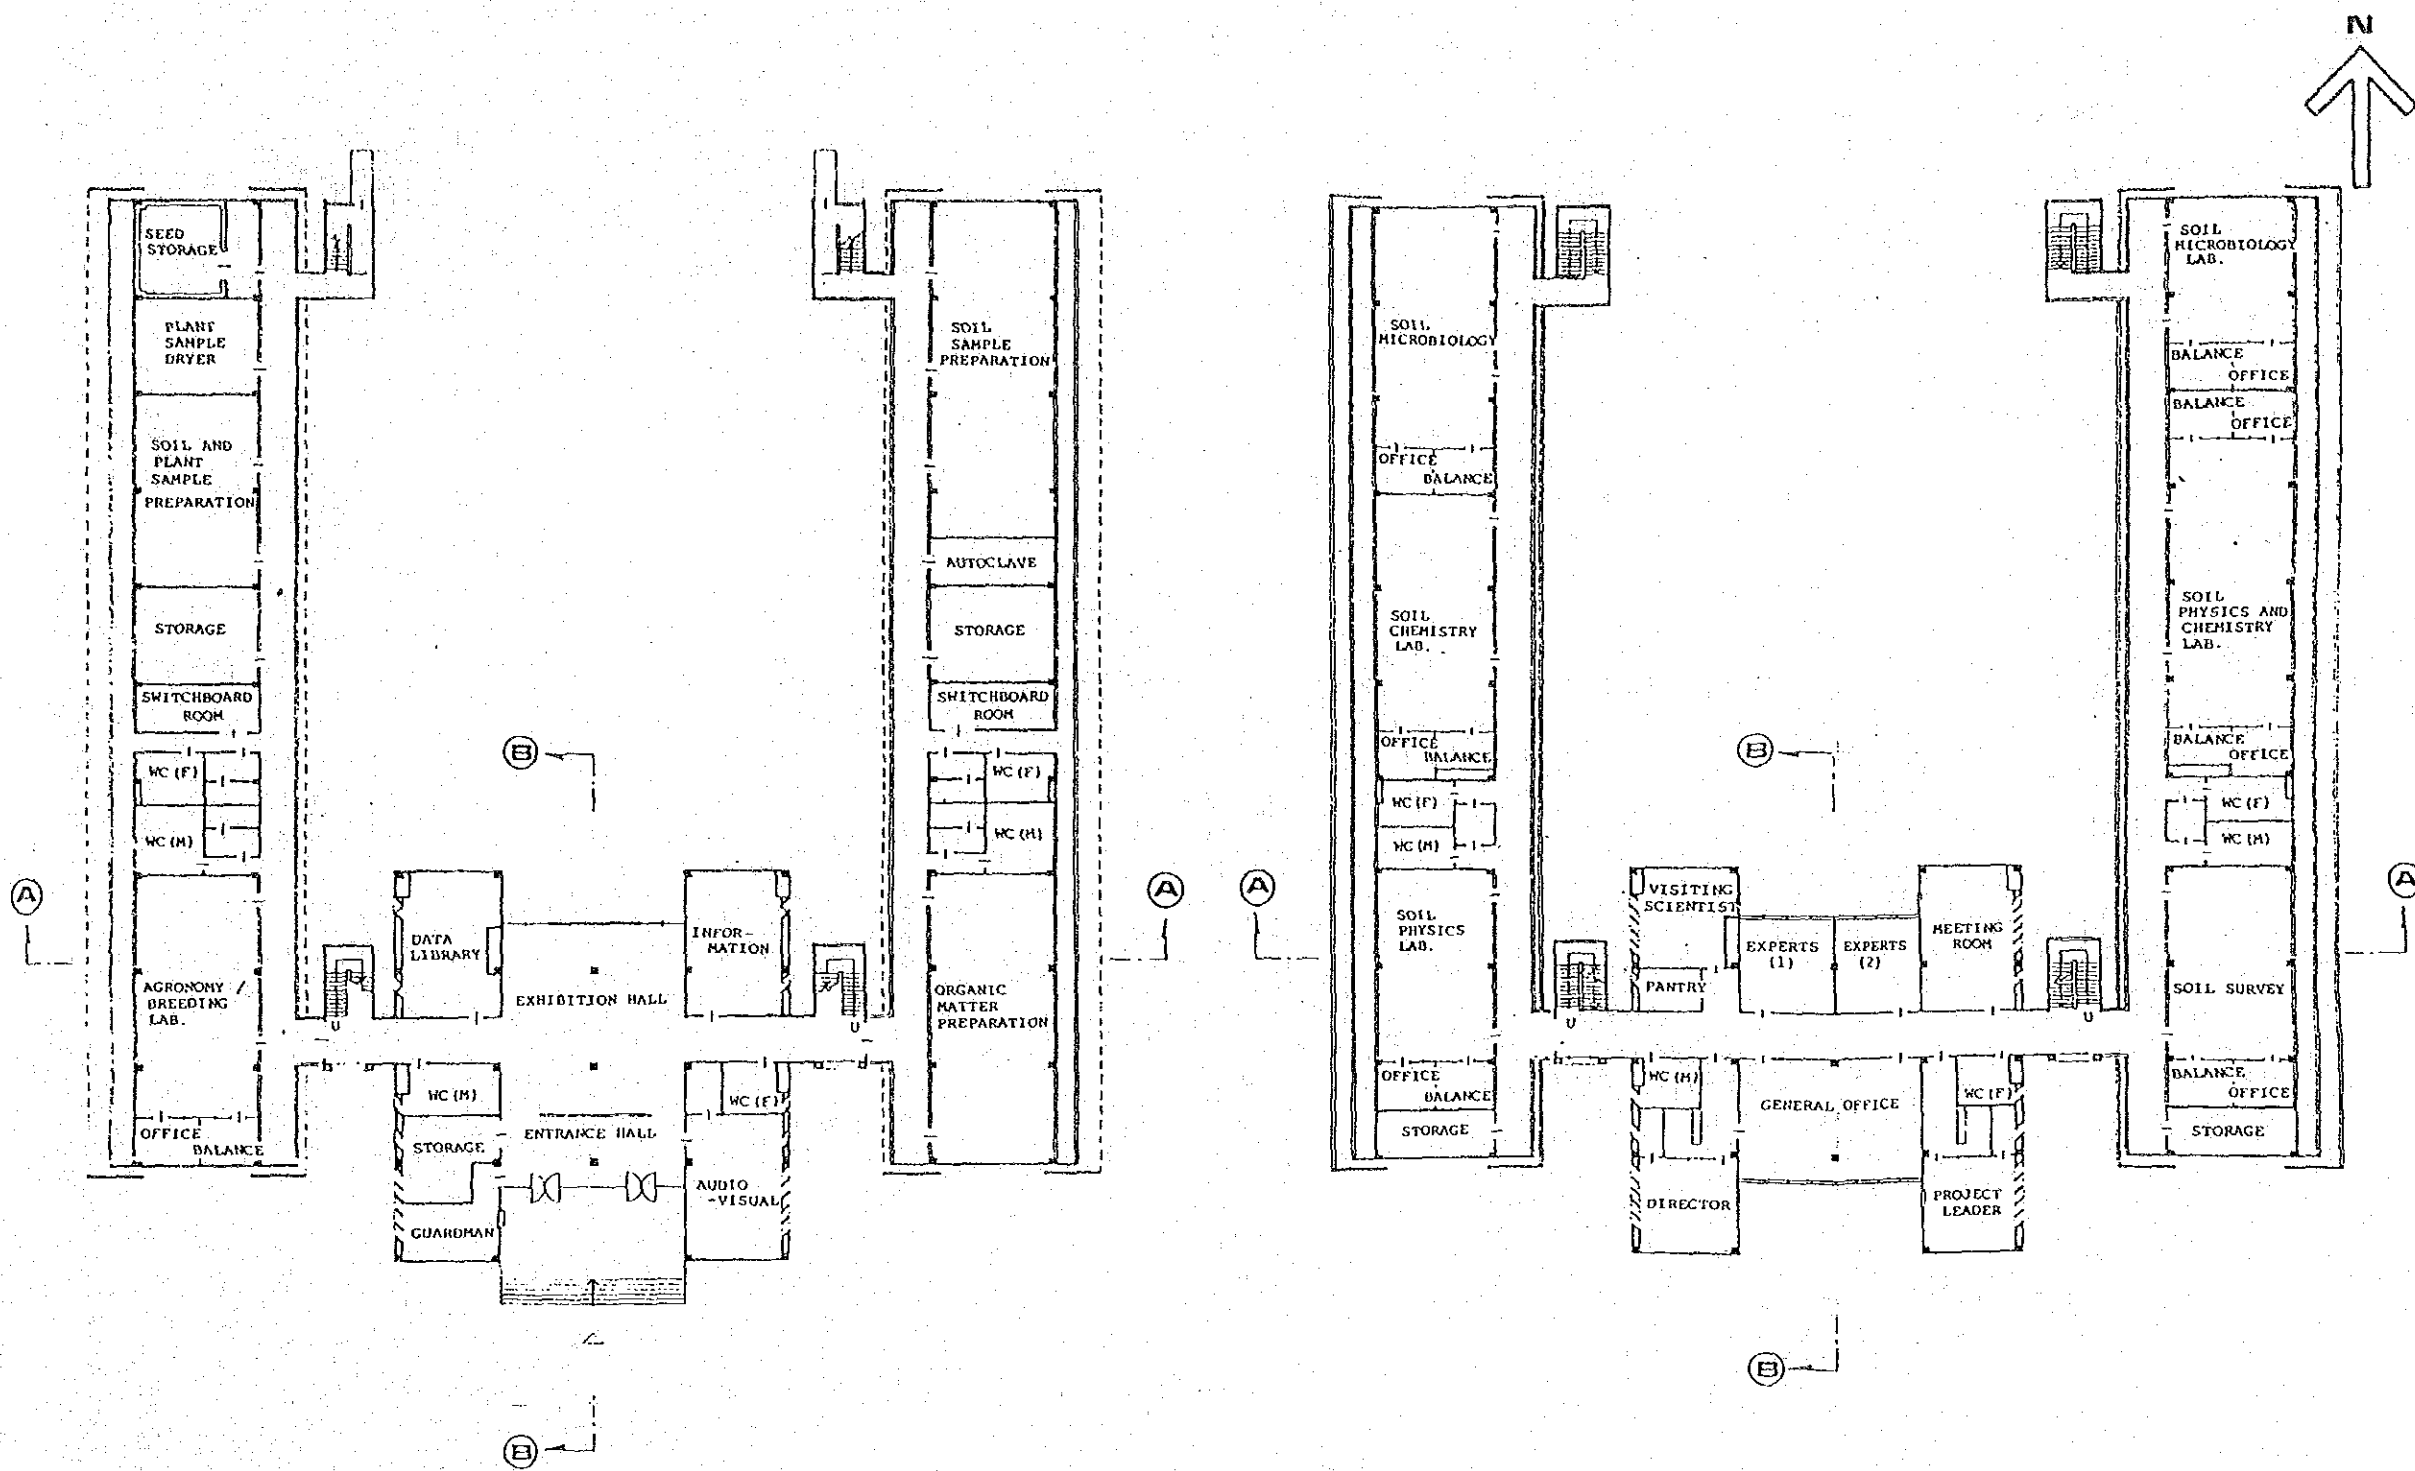 N
SEED
STORAGE
PLANT
SAMPLE
DRYER
SOIL AND
PLANT
SAMPLE
PREPARATION
STORAGE
SWITCHBOARD
ROOM
WC (F)
WC (M)
AGRONOMY /
BREEDING
LAB.
OFFICE
BALANCE
A
B
DATA
LIBRARY
EXHIBITION HALL
INFOR-
MATION
U
U
WC (M)
STORAGE
GUARDMAN
ENTRANCE HALL
WC (F)
AUDIO
-VISUAL
B
SOIL
SAMPLE
PREPARATION
AUTOCLAVE
STORAGE
SWITCHBOARD
ROOM
WC (F)
WC (M)
ORGANIC
MATTER
PREPARATION
A
A
SOIL
MICROBIOLOGY
OFFICE
BALANCE
SOIL
CHEMISTRY
LAB.
OFFICE
BALANCE
WC (F)
WC (M)
SOIL
PHYSICS
LAB.
OFFICE
BALANCE
STORAGE
B
VISITING
SCIENTIST
PANTRY
EXPERTS
(1)
EXPERTS
(2)
MEETING
ROOM
U
U
WC (M)
DIRECTOR
GENERAL OFFICE
WC (F)
PROJECT
LEADER
B
SOIL
MICROBIOLOGY
LAB.
BALANCE
OFFICE
BALANCE
OFFICE
SOIL
PHYSICS AND
CHEMISTRY
LAB.
BALANCE
OFFICE
WC (F)
WC (M)
SOIL SURVEY
BALANCE
OFFICE
STORAGE
A